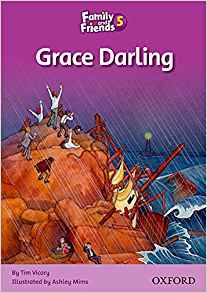 Family and
Friends 5
Grace Darling
By Tim Vicary
Illustrated by Ashley Mims
OXFORD